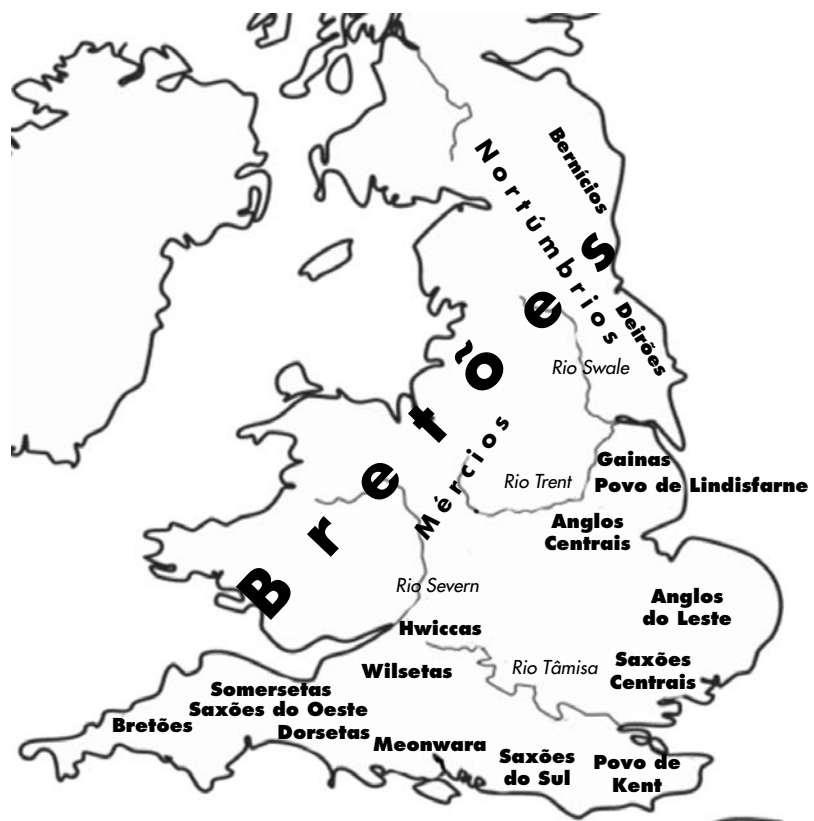 Bernícios
Nortúmbrios
Bretões
Deirões
Rio Swale
Mércios
Gainas
Rio Trent
Povo de Lindisfarne
Anglos
Centrais
Rio Severn
Anglos
do Leste
Hwiccas
Wilsetas
Rio Tâmisa
Saxões
Centrais
Somersetas
Saxões do Oeste
Bretões
Dorsetas
Meonwara
Saxões
do Sul
Povo de
Kent